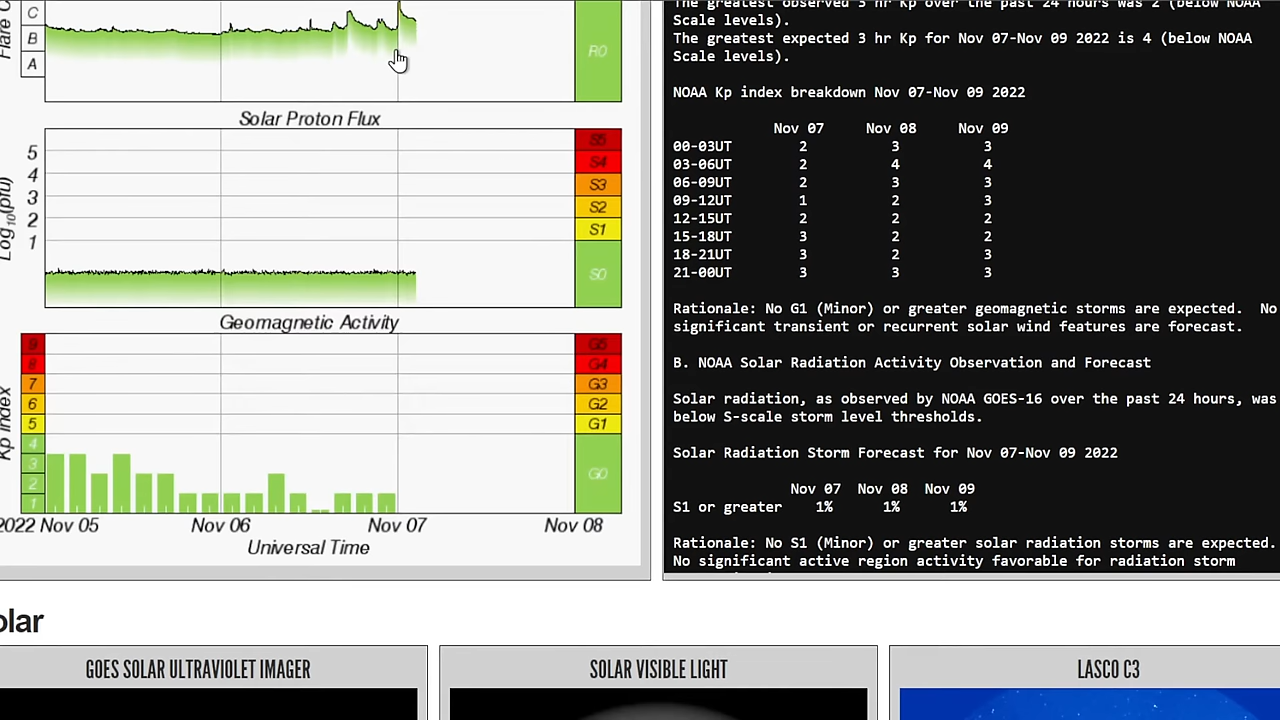 Flare C
C
B
A
R0
Solar Proton Flux
Log10(pfu)
5
4
3
2
1
S5
S4
S3
S2
S1
S0
Geomagnetic Activity
Kp index
9
8
7
6
5
4
3
2
1
G5
G4
G3
G2
G1
G0
2022 Nov 05 Nov 06 Nov 07 Nov 08
Universal Time
The greatest observed 3 hr Kp over the past 24 hours was 2 (below NOAA
Scale levels).
The greatest expected 3 hr Kp for Nov 07-Nov 09 2022 is 4 (below NOAA
Scale levels).
NOAA Kp index breakdown Nov 07-Nov 09 2022
Nov 07 Nov 08 Nov 09
00-03UT 2 3 3
03-06UT 2 4 4
06-09UT 2 3 3
09-12UT 1 2 3
12-15UT 2 2 2
15-18UT 3 2 2
18-21UT 3 2 3
21-00UT 3 3 3
Rationale: No G1 (Minor) or greater geomagnetic storms are expected. No
significant transient or recurrent solar wind features are forecast.
B. NOAA Solar Radiation Activity Observation and Forecast
Solar radiation, as observed by NOAA GOES-16 over the past 24 hours, was
below S-scale storm level thresholds.
Solar Radiation Storm Forecast for Nov 07-Nov 09 2022
Nov 07 Nov 08 Nov 09
S1 or greater 1% 1% 1%
Rationale: No S1 (Minor) or greater solar radiation storms are expected.
No significant active region activity favorable for radiation storm
olar
GOES SOLAR ULTRAVIOLET IMAGER
SOLAR VISIBLE LIGHT
LASCO C3